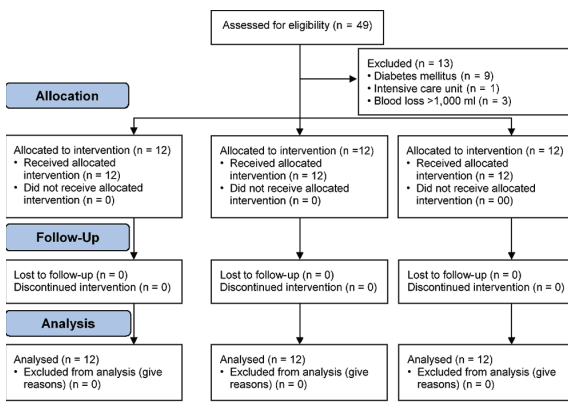 Assessed for eligibility (n = 49)
Excluded (n = 13)
• Diabetes mellitus (n = 9)
• Intensive care unit (n = 1)
• Blood loss >1,000 ml (n = 3)
Allocation
Allocated to intervention (n = 12)
• Received allocated
intervention (n = 12)
• Did not receive allocated
intervention (n = 0)
Allocated to intervention (n =12)
• Received allocated
intervention (n = 12)
• Did not receive allocated
intervention (n = 0)
Allocated to intervention (n = 12)
• Received allocated
intervention (n = 12)
• Did not receive allocated
intervention (n = 00)
Follow-Up
Lost to follow-up (n = 0)
Discontinued intervention (n = 0)
Lost to follow-up (n = 0)
Discontinued intervention (n = 0)
Lost to follow-up (n = 0)
Discontinued intervention (n = 0)
Analysis
Analysed (n = 12)
• Excluded from analysis (give
reasons) (n = 0)
Analysed (n = 12)
• Excluded from analysis (give
reasons) (n = 0)
Analysed (n = 12)
• Excluded from analysis (give
reasons) (n = 0)